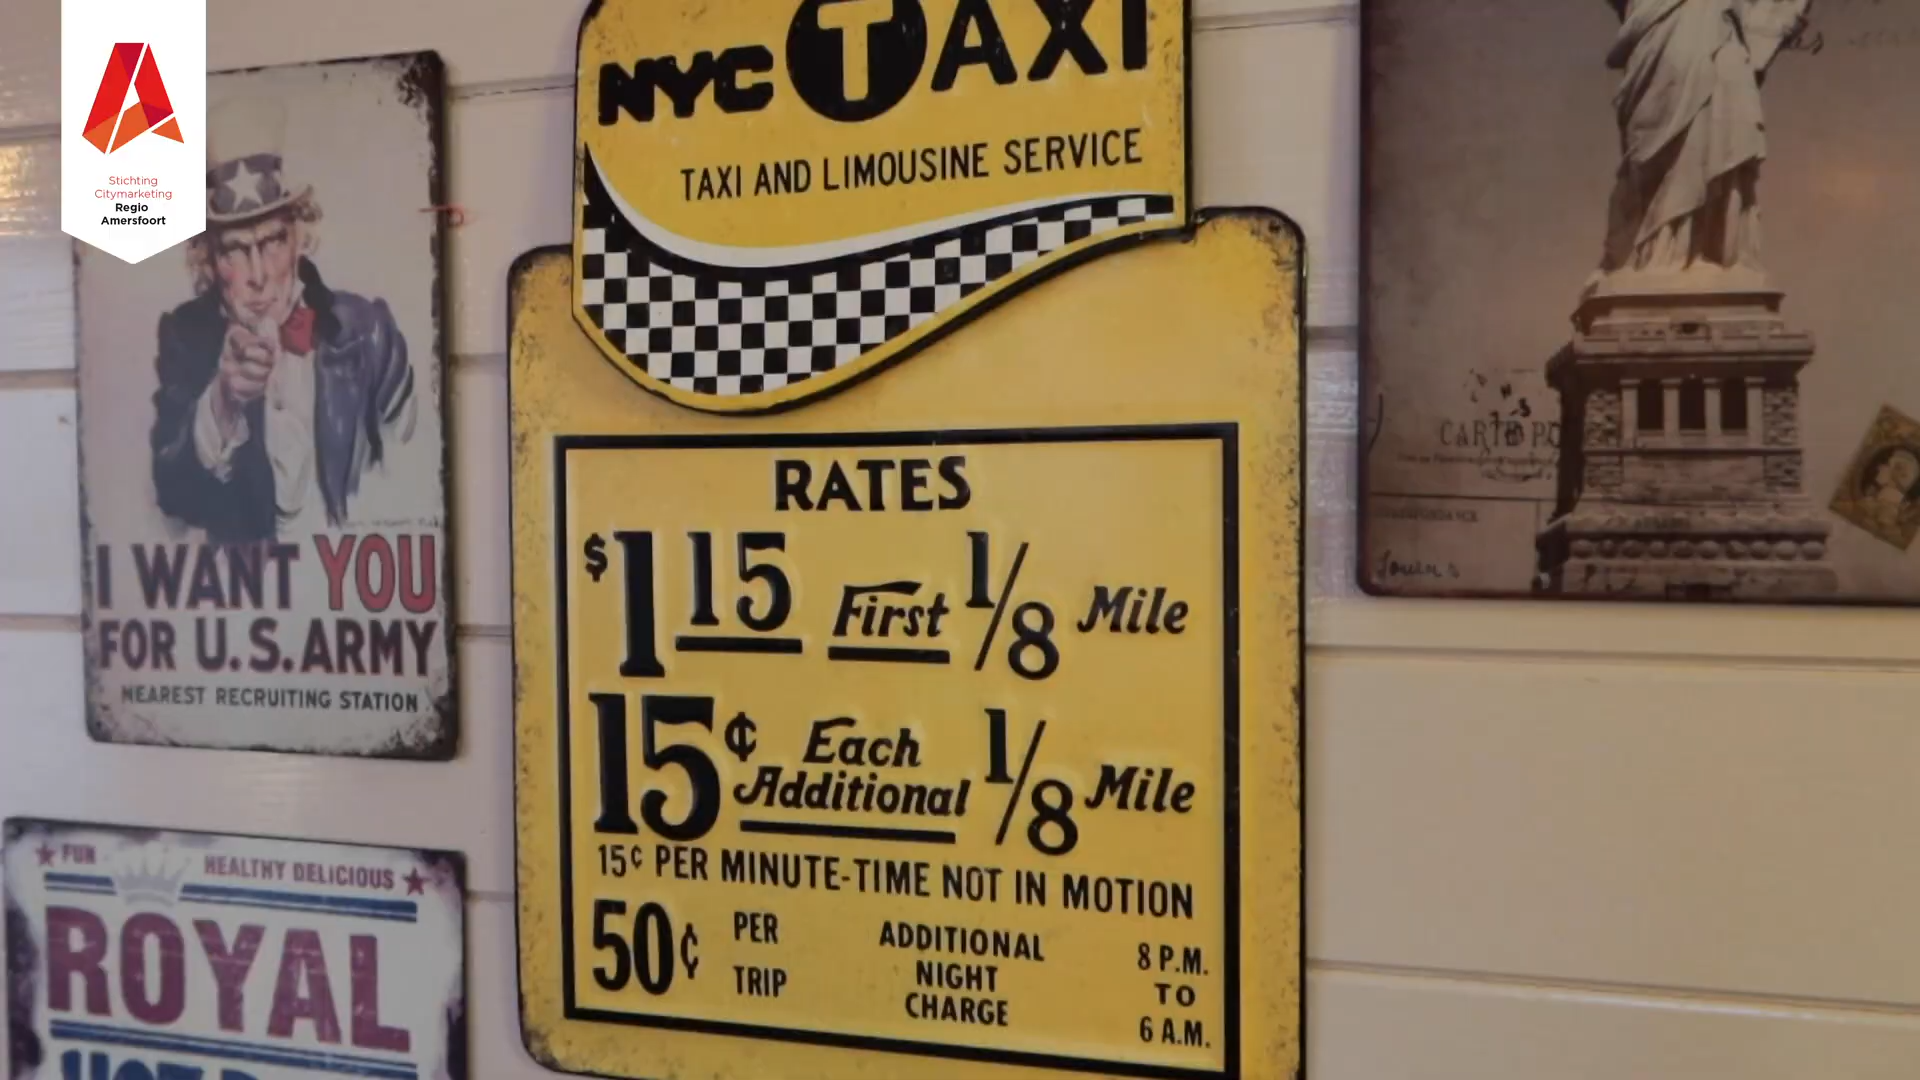 Stichting
Citymarketing
Regio
Amersfoort
NYC TAXI
TAXI AND LIMOUSINE SERVICE
RATES
$1 15 First 1/8 Mile
15¢ Each Additional 1/8 Mile
15¢ PER MINUTE-TIME NOT IN MOTION
50¢ PER TRIP ADDITIONAL NIGHT CHARGE 8 P.M. TO 6 A.M.
I WANT YOU
FOR U.S. ARMY
NEAREST RECRUITING STATION
FUN HEALTHY DELICIOUS
ROYAL
HOT